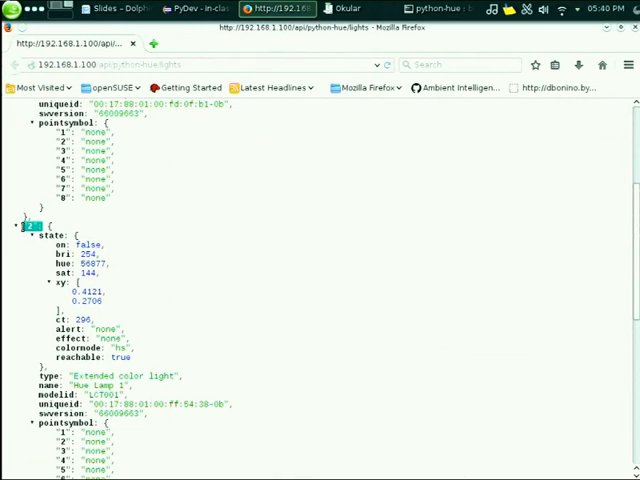 Slides – Dolph
PyDev – in-clas
http://192.168
Okular
python-hue : b
05:40 PM
http://192.168.1.100/api/python-hue/lights – Mozilla Firefox
http://192.168.1.100/api/...
192.168.1.100/api/python-hue/lights
Search
Most Visited
openSUSE
Getting Started
Latest Headlines
Mozilla Firefox
Ambient Intelligen...
http://dbonino.by...
uniqueid: "00:17:88:01:00:fd:0f:b1-0b",
swversion: "66009663",
pointsymbol: {
"1": "none",
"2": "none",
"3": "none",
"4": "none",
"5": "none",
"6": "none",
"7": "none",
"8": "none"
}
},
"2": {
state: {
on: false,
bri: 254,
hue: 56877,
sat: 144,
xy: [
0.4121,
0.2706
],
ct: 296,
alert: "none",
effect: "none",
colormode: "hs",
reachable: true
},
type: "Extended color light",
name: "Hue Lamp 1",
modelid: "LCT001",
uniqueid: "00:17:88:01:00:ff:54:38-0b",
swversion: "66009663",
pointsymbol: {
"1": "none",
"2": "none",
"3": "none",
"4": "none",
"5": "none",